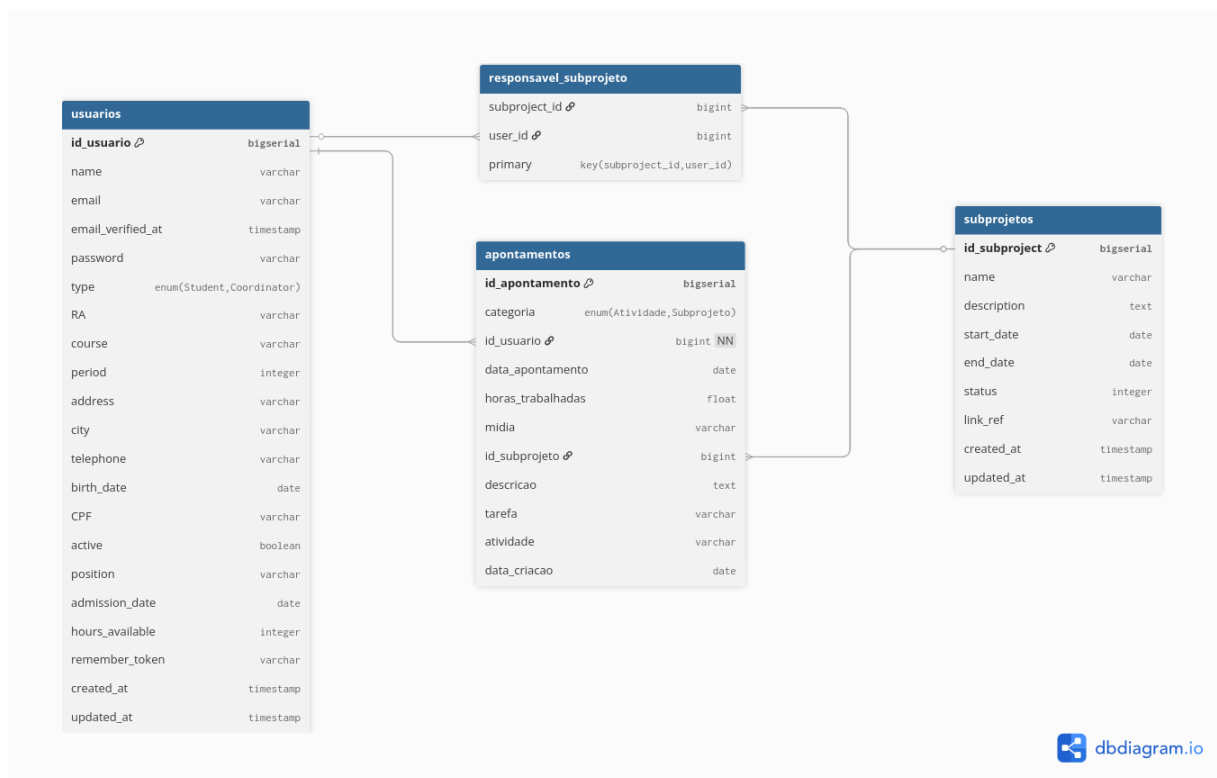 usuarios
id_usuario bigserial
name varchar
email varchar
email_verified_at timestamp
password varchar
type enum(Student,Coordinator)
RA varchar
course varchar
period integer
address varchar
city varchar
telephone varchar
birth_date date
CPF varchar
active boolean
position varchar
admission_date date
hours_available integer
remember_token varchar
created_at timestamp
updated_at timestamp
responsavel_subprojeto
subproject_id bigint
user_id bigint
primary key(subproject_id,user_id)
apontamentos
id_apontamento bigserial
categoria enum(Atividade,Subprojeto)
id_usuario bigint NN
data_apontamento date
horas_trabalhadas float
midia varchar
id_subprojeto bigint
descricao text
tarefa varchar
atividade varchar
data_criacao date
subprojetos
id_subproject bigserial
name varchar
description text
start_date date
end_date date
status integer
link_ref varchar
created_at timestamp
updated_at timestamp
dbdiagram.io